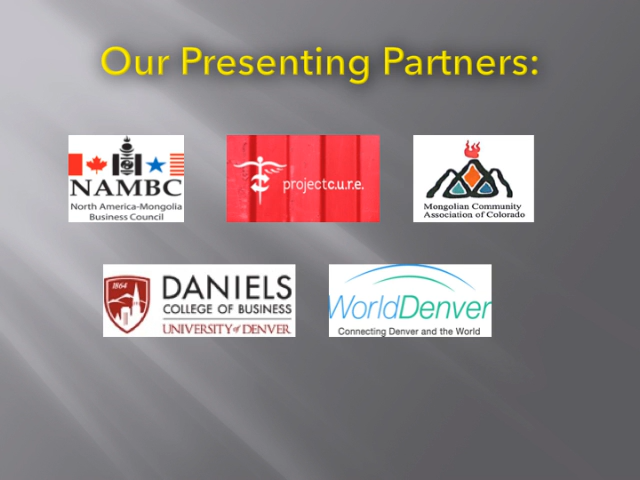 Our Presenting Partners:
NAMBC
North America-Mongolia
Business Council
projectc.u.r.e.
Mongolian Community
Association of Colorado
1864
DANIELS
COLLEGE OF BUSINESS
UNIVERSITY of DENVER
WorldDenver
Connecting Denver and the World